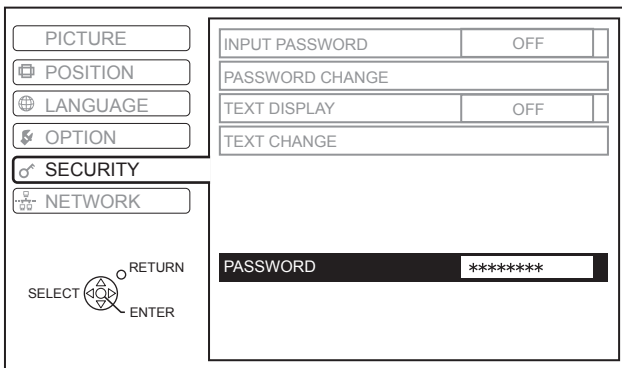 PICTURE
POSITION
LANGUAGE
OPTION
SECURITY
NETWORK
RETURN
SELECT
ENTER
INPUT PASSWORD OFF
PASSWORD CHANGE
TEXT DISPLAY OFF
TEXT CHANGE
PASSWORD ********